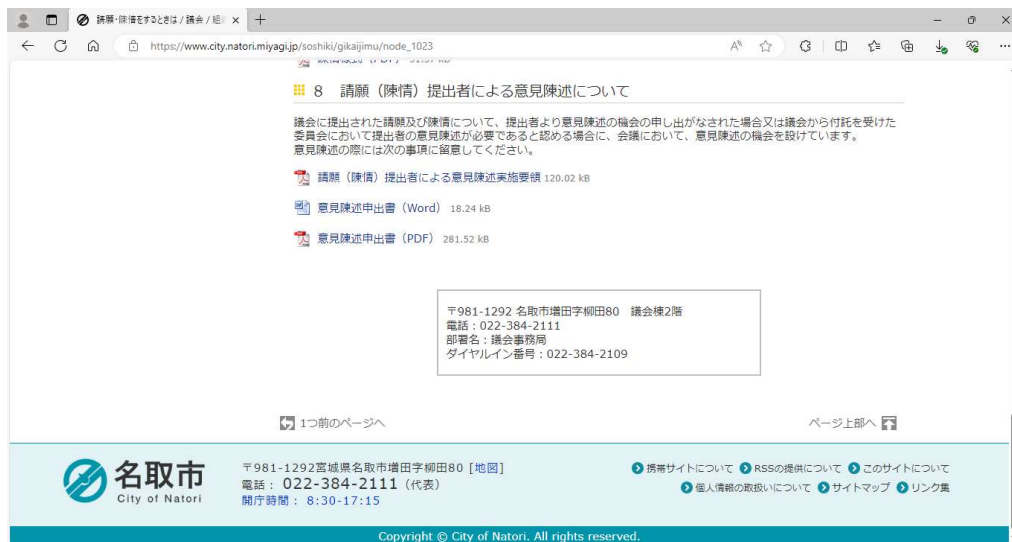 請願・陳情をするときは / 議会 / 組
https://www.city.natori.miyagi.jp/soshiki/gikaijimu/node_1023
8 請願（陳情）提出者による意見陳述について
議会に提出された請願及び陳情について、提出者より意見陳述の機会の申し出がなされた場合又は議会から付託を受けた
委員会において提出者の意見陳述が必要であると認める場合に、会議において、意見陳述の機会を設けています。
意見陳述の際には次の事項に留意してください。
請願（陳情）提出者による意見陳述実施要領 120.02 kB
意見陳述申出書（Word） 18.24 kB
意見陳述申出書（PDF） 281.52 kB
〒981-1292 名取市増田字柳田80 議会棟2階
電話：022-384-2111
部署名：議会事務局
ダイヤルイン番号：022-384-2109
1つ前のページへ
ページ上部へ
名取市
City of Natori
〒981-1292宮城県名取市増田字柳田80 [地図]
電話： 022-384-2111（代表）
開庁時間： 8:30-17:15
携帯サイトについて RSSの提供について このサイトについて
個人情報の取扱いについて サイトマップ リンク集
Copyright © City of Natori. All rights reserved.